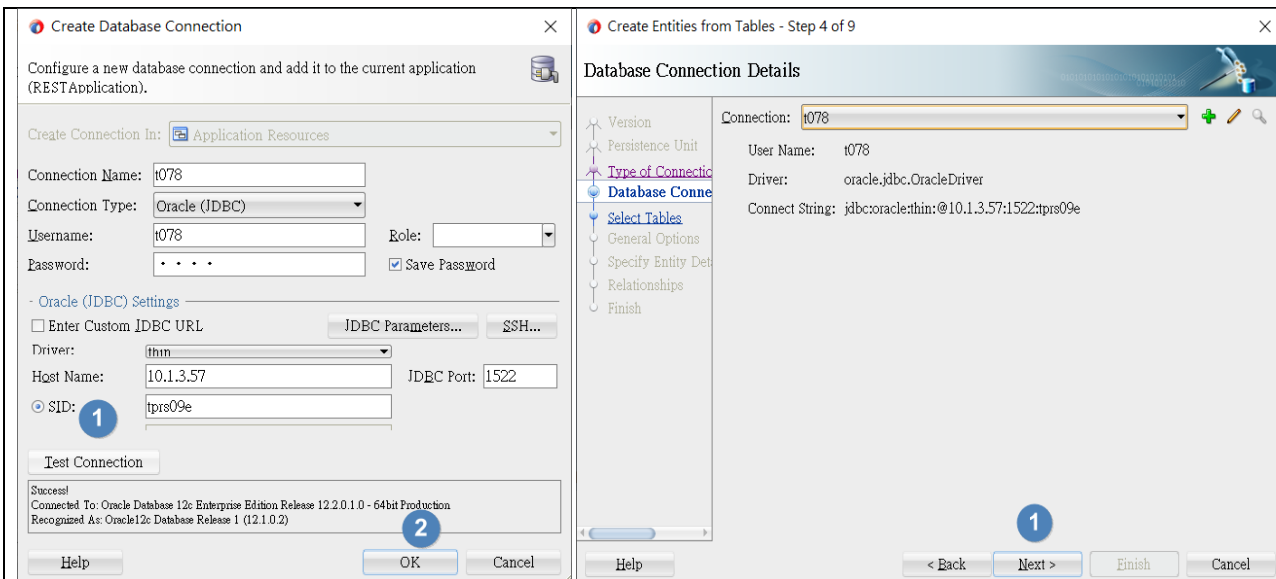 Create Database Connection
Configure a new database connection and add it to the current application
(RESTApplication).
Create Connection In: Application Resources
Connection Name: t078
Connection Type: Oracle (JDBC)
Username: t078 Role:
Password: Save Password
- Oracle (JDBC) Settings
Enter Custom JDBC URL JDBC Parameters... SSH...
Driver: thin
Host Name: 10.1.3.57 JDBC Port: 1522
SID: tprs09e
1
Test Connection
Success!
Connected To: Oracle Database 12c Enterprise Edition Release 12.2.0.1.0 - 64bit Production
Recognized As: Oracle12c Database Release 1 (12.1.0.2)
2
Help OK Cancel
Create Entities from Tables - Step 4 of 9
Database Connection Details
Version
Persistence Unit
Type of Connectio
Database Conne
Select Tables
General Options
Specify Entity Det
Relationships
Finish
Connection: t078
User Name: t078
Driver: oracle.jdbc.OracleDriver
Connect String: jdbc:oracle:thin:@10.1.3.57:1522:tprs09e
1
Help < Back Next > Finish Cancel